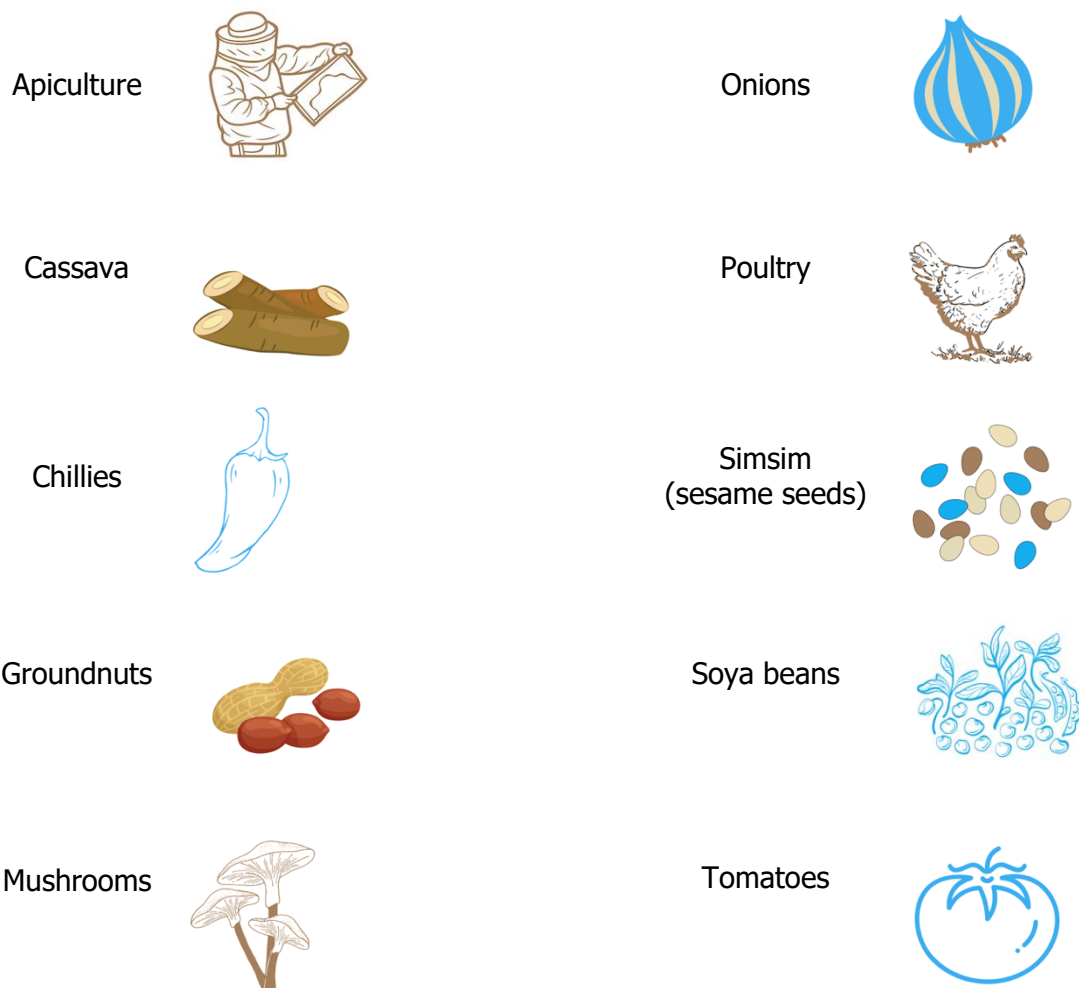 Apiculture
Cassava
Chillies
Groundnuts
Mushrooms
Onions
Poultry
Simsim
(sesame seeds)
Soya beans
Tomatoes